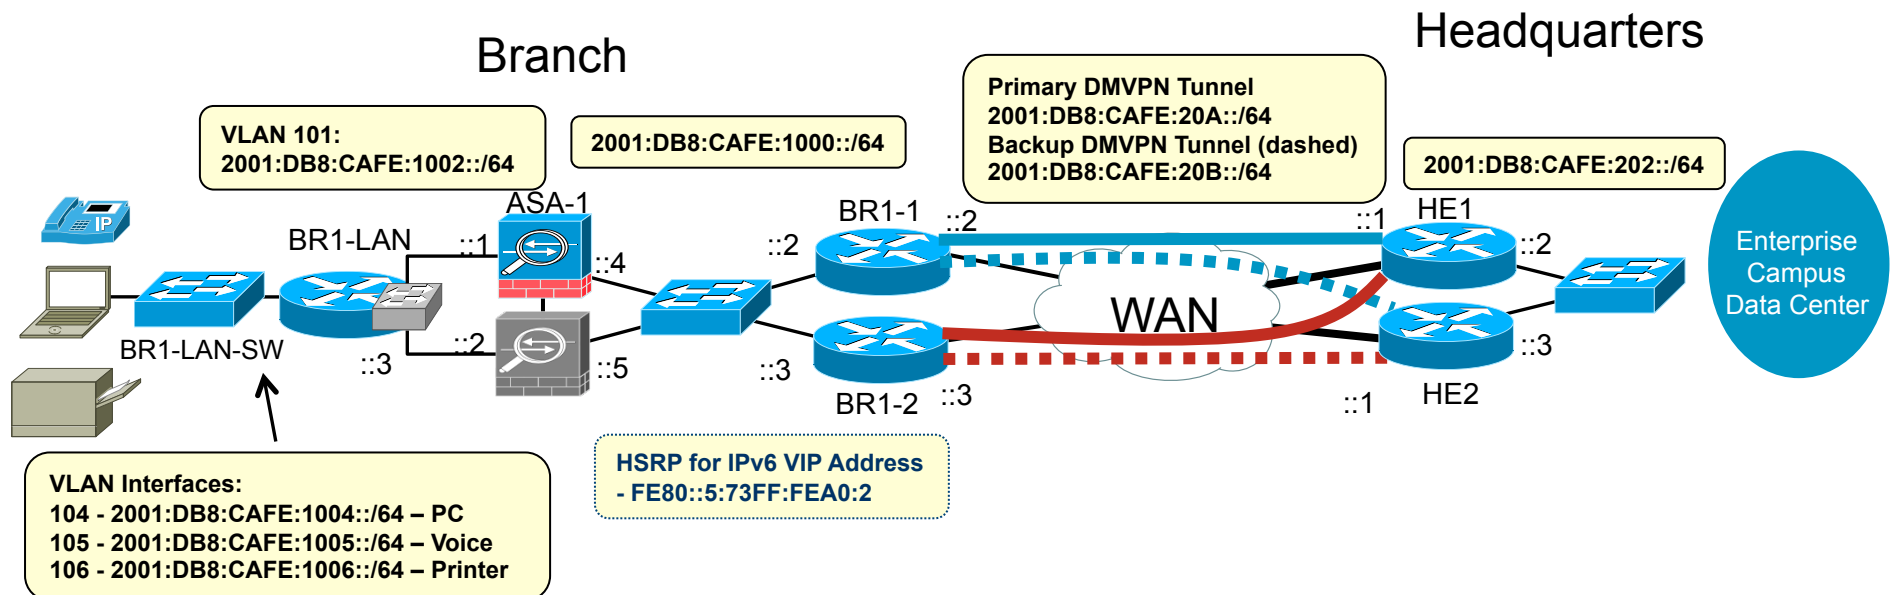 Branch
Headquarters
VLAN 101:
2001:DB8:CAFE:1002::/64
2001:DB8:CAFE:1000::/64
Primary DMVPN Tunnel
2001:DB8:CAFE:20A::/64
Backup DMVPN Tunnel (dashed)
2001:DB8:CAFE:20B::/64
2001:DB8:CAFE:202::/64
IP
BR1-LAN
ASA-1
BR1-1
HE1
::1
::4
::2
::2
::1
::2
WAN
Enterprise
Campus
Data Center
BR1-LAN-SW
::3
::2
::5
::3
BR1-2
::3
::1
HE2
::3
HSRP for IPv6 VIP Address
- FE80::5:73FF:FEA0:2
VLAN Interfaces:
104 - 2001:DB8:CAFE:1004::/64 – PC
105 - 2001:DB8:CAFE:1005::/64 – Voice
106 - 2001:DB8:CAFE:1006::/64 – Printer